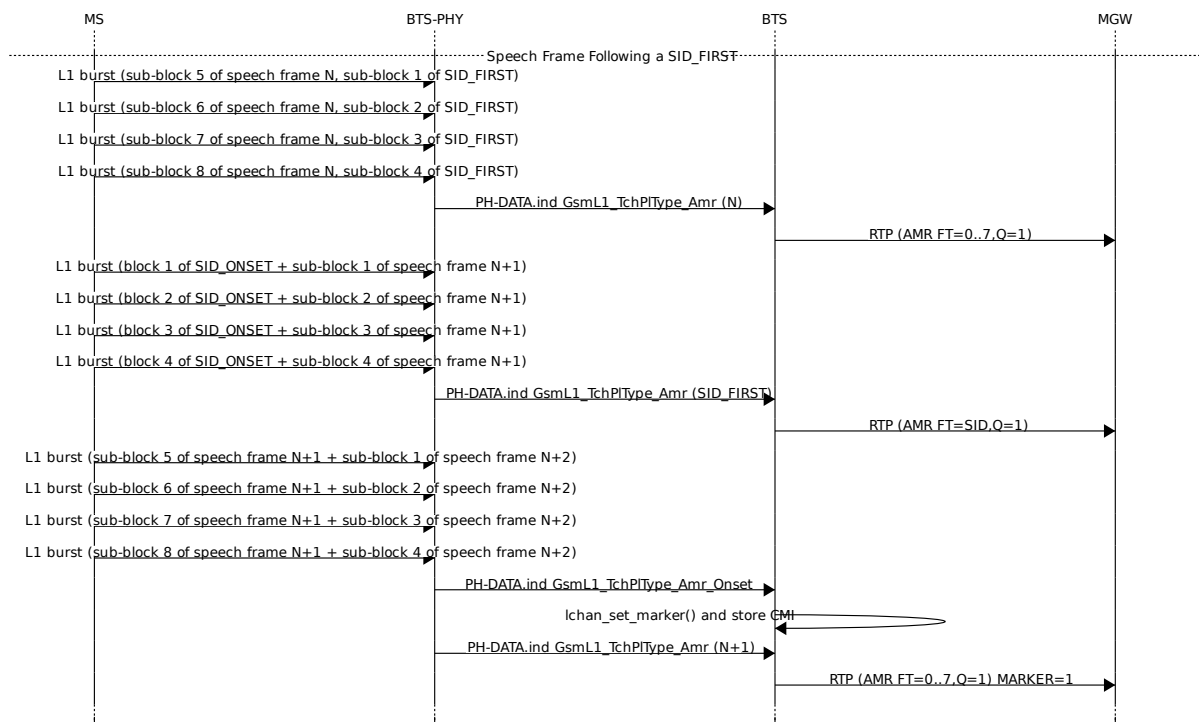 MS BTS-PHY BTS MGW
Speech Frame Following a SID_FIRST
L1 burst (sub-block 5 of speech frame N, sub-block 1 of SID_FIRST)
L1 burst (sub-block 6 of speech frame N, sub-block 2 of SID_FIRST)
L1 burst (sub-block 7 of speech frame N, sub-block 3 of SID_FIRST)
L1 burst (sub-block 8 of speech frame N, sub-block 4 of SID_FIRST)
PH-DATA.ind GsmL1_TchPlType_Amr (N)
RTP (AMR FT=0..7,Q=1)
L1 burst (block 1 of SID_ONSET + sub-block 1 of speech frame N+1)
L1 burst (block 2 of SID_ONSET + sub-block 2 of speech frame N+1)
L1 burst (block 3 of SID_ONSET + sub-block 3 of speech frame N+1)
L1 burst (block 4 of SID_ONSET + sub-block 4 of speech frame N+1)
PH-DATA.ind GsmL1_TchPlType_Amr (SID_FIRST)
RTP (AMR FT=SID,Q=1)
L1 burst (sub-block 5 of speech frame N+1 + sub-block 1 of speech frame N+2)
L1 burst (sub-block 6 of speech frame N+1 + sub-block 2 of speech frame N+2)
L1 burst (sub-block 7 of speech frame N+1 + sub-block 3 of speech frame N+2)
L1 burst (sub-block 8 of speech frame N+1 + sub-block 4 of speech frame N+2)
PH-DATA.ind GsmL1_TchPlType_Amr_Onset
lchan_set_marker() and store CMI
PH-DATA.ind GsmL1_TchPlType_Amr (N+1)
RTP (AMR FT=0..7,Q=1) MARKER=1